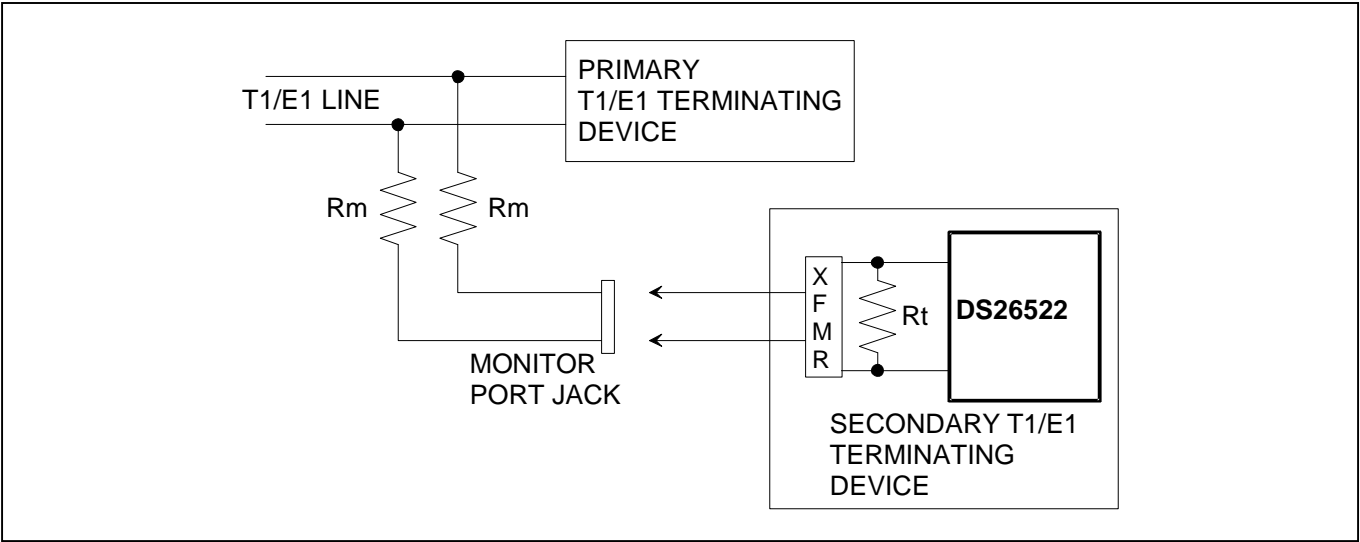 PRIMARY
T1/E1 TERMINATING
DEVICE
T1/E1 LINE
Rm
Rm
MONITOR
PORT JACK
X
F
M
R
Rt
DS26522
SECONDARY T1/E1
TERMINATING
DEVICE